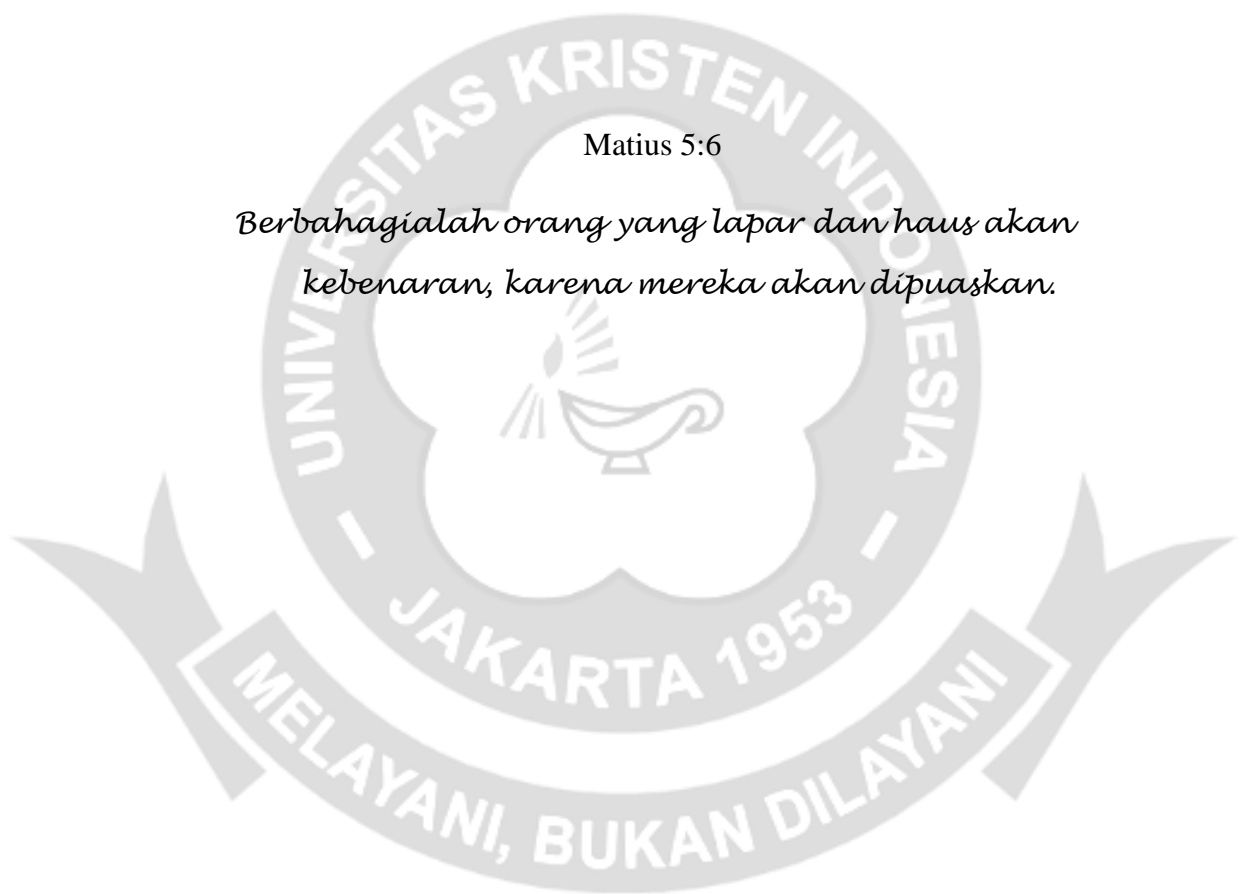 UNIVERSITAS KRISTEN INDONESIA
Matius 5:6
Berbahagialah orang yang lapar dan haus akan
kebenaran, karena mereka akan dipuaskan.
- JAKARTA 1953 -
MELAYANI, BUKAN DILAYANI